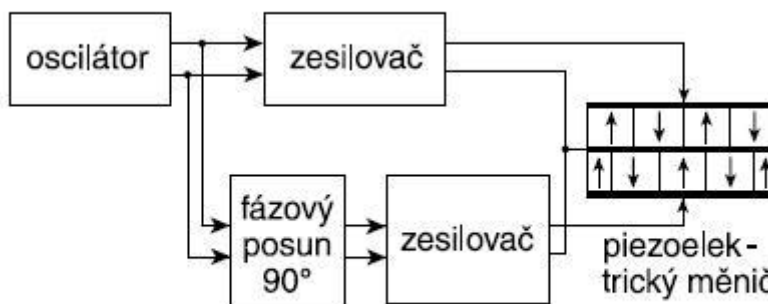 oscilátor
zesilovač
fázový
posun
90°
zesilovač
piezoelek-
trický měnič